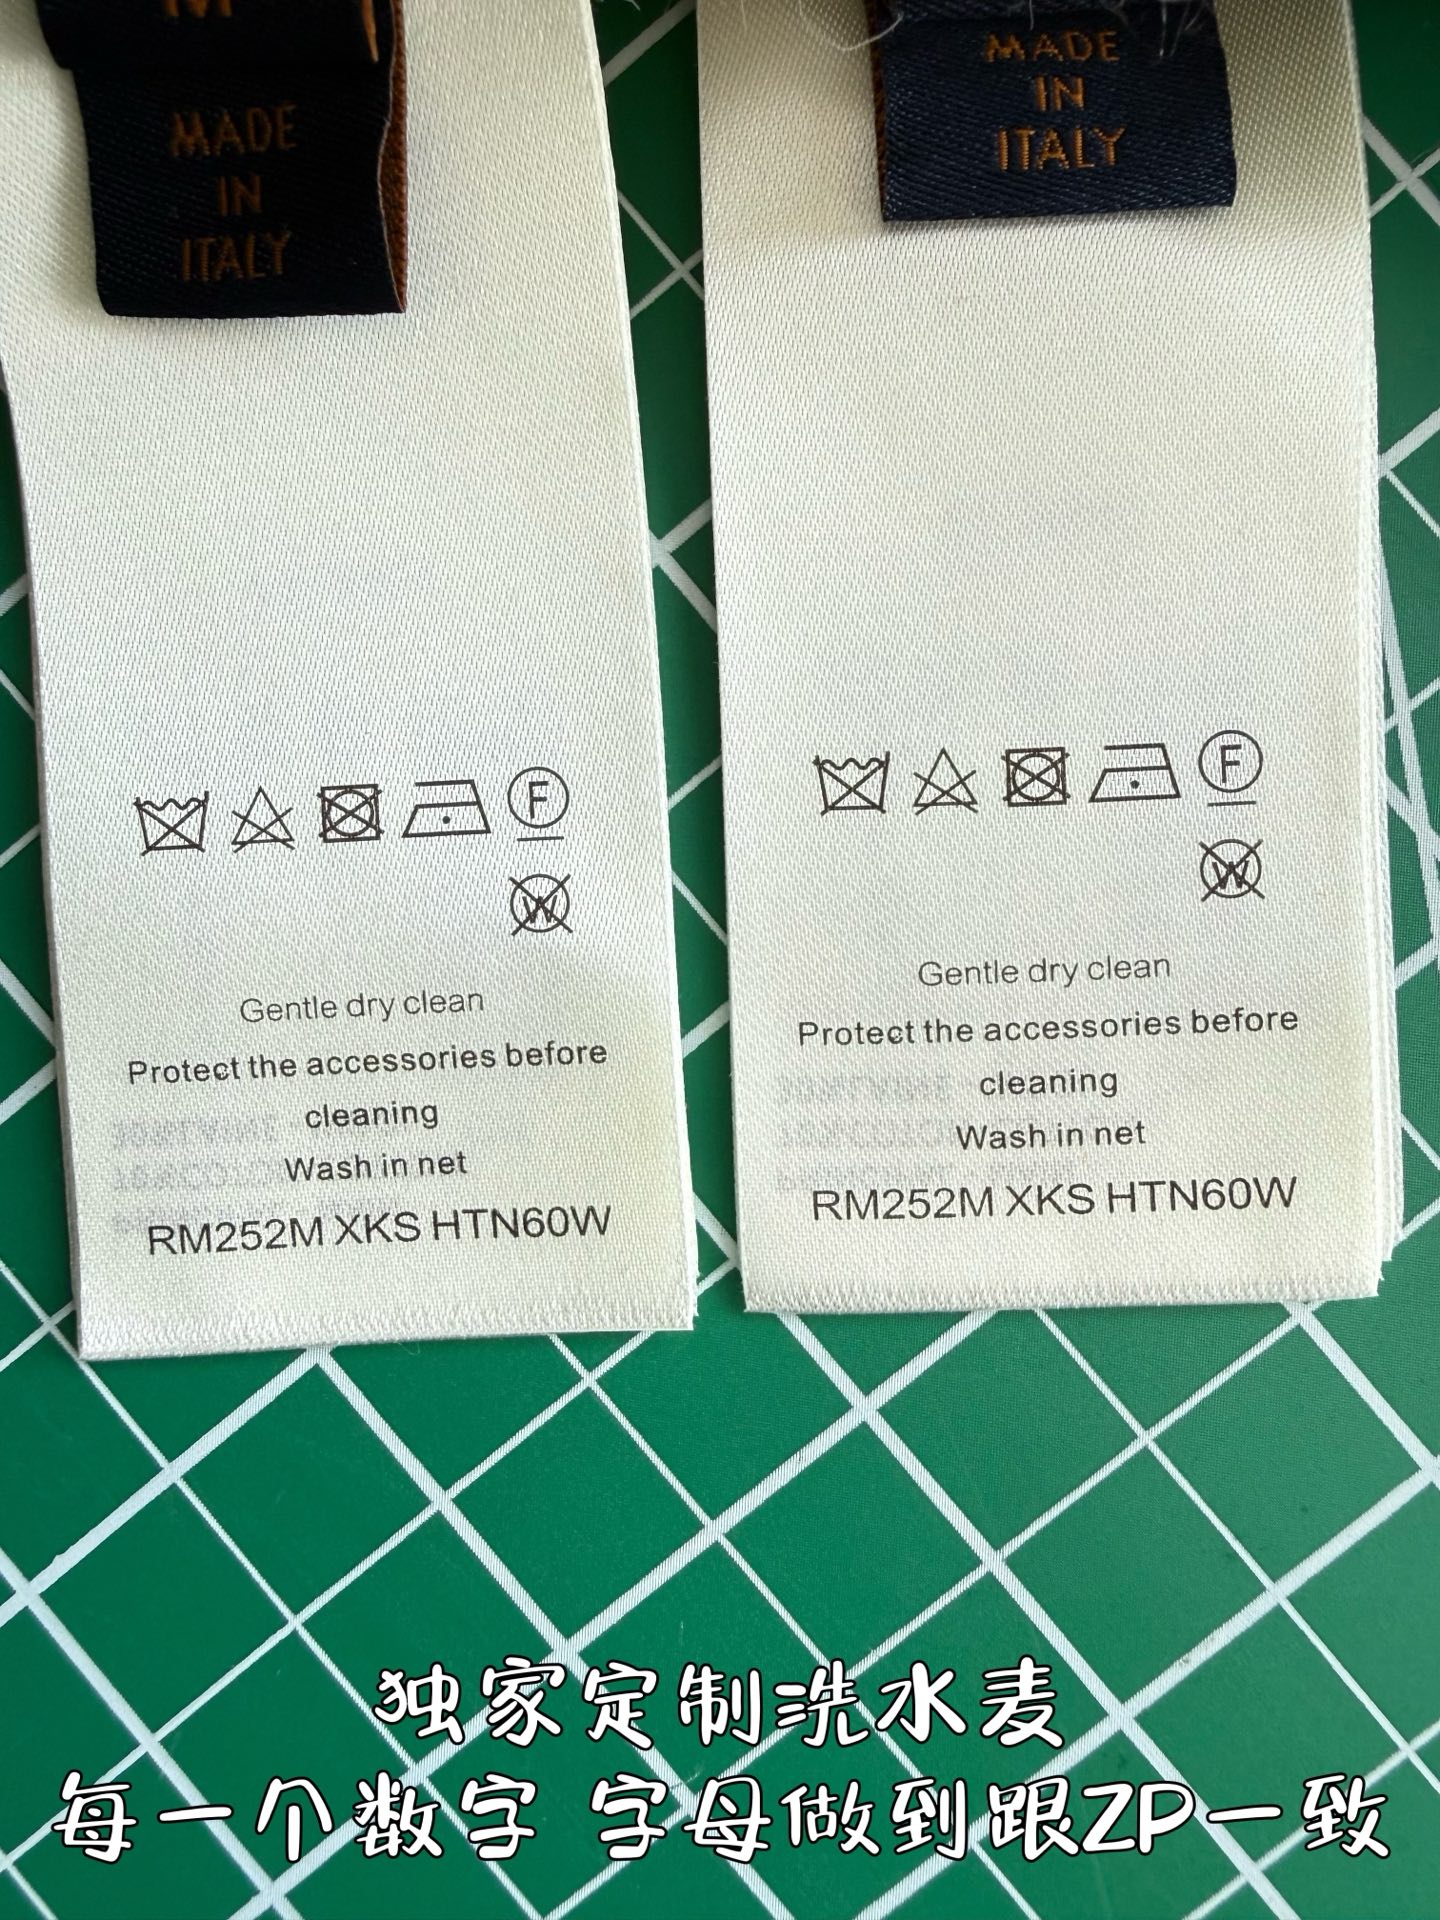 M
MADE
IN
ITALY
F
W
Gentle dry clean
Protect the accessories before
cleaning
Wash in net
RM252M XKS HTN60W
MADE
IN
ITALY
F
W
Gentle dry clean
Protect the accessories before
cleaning
Wash in net
RM252M XKS HTN60W
独家定制洗水麦
每一个数字 字母做到跟ZP一致